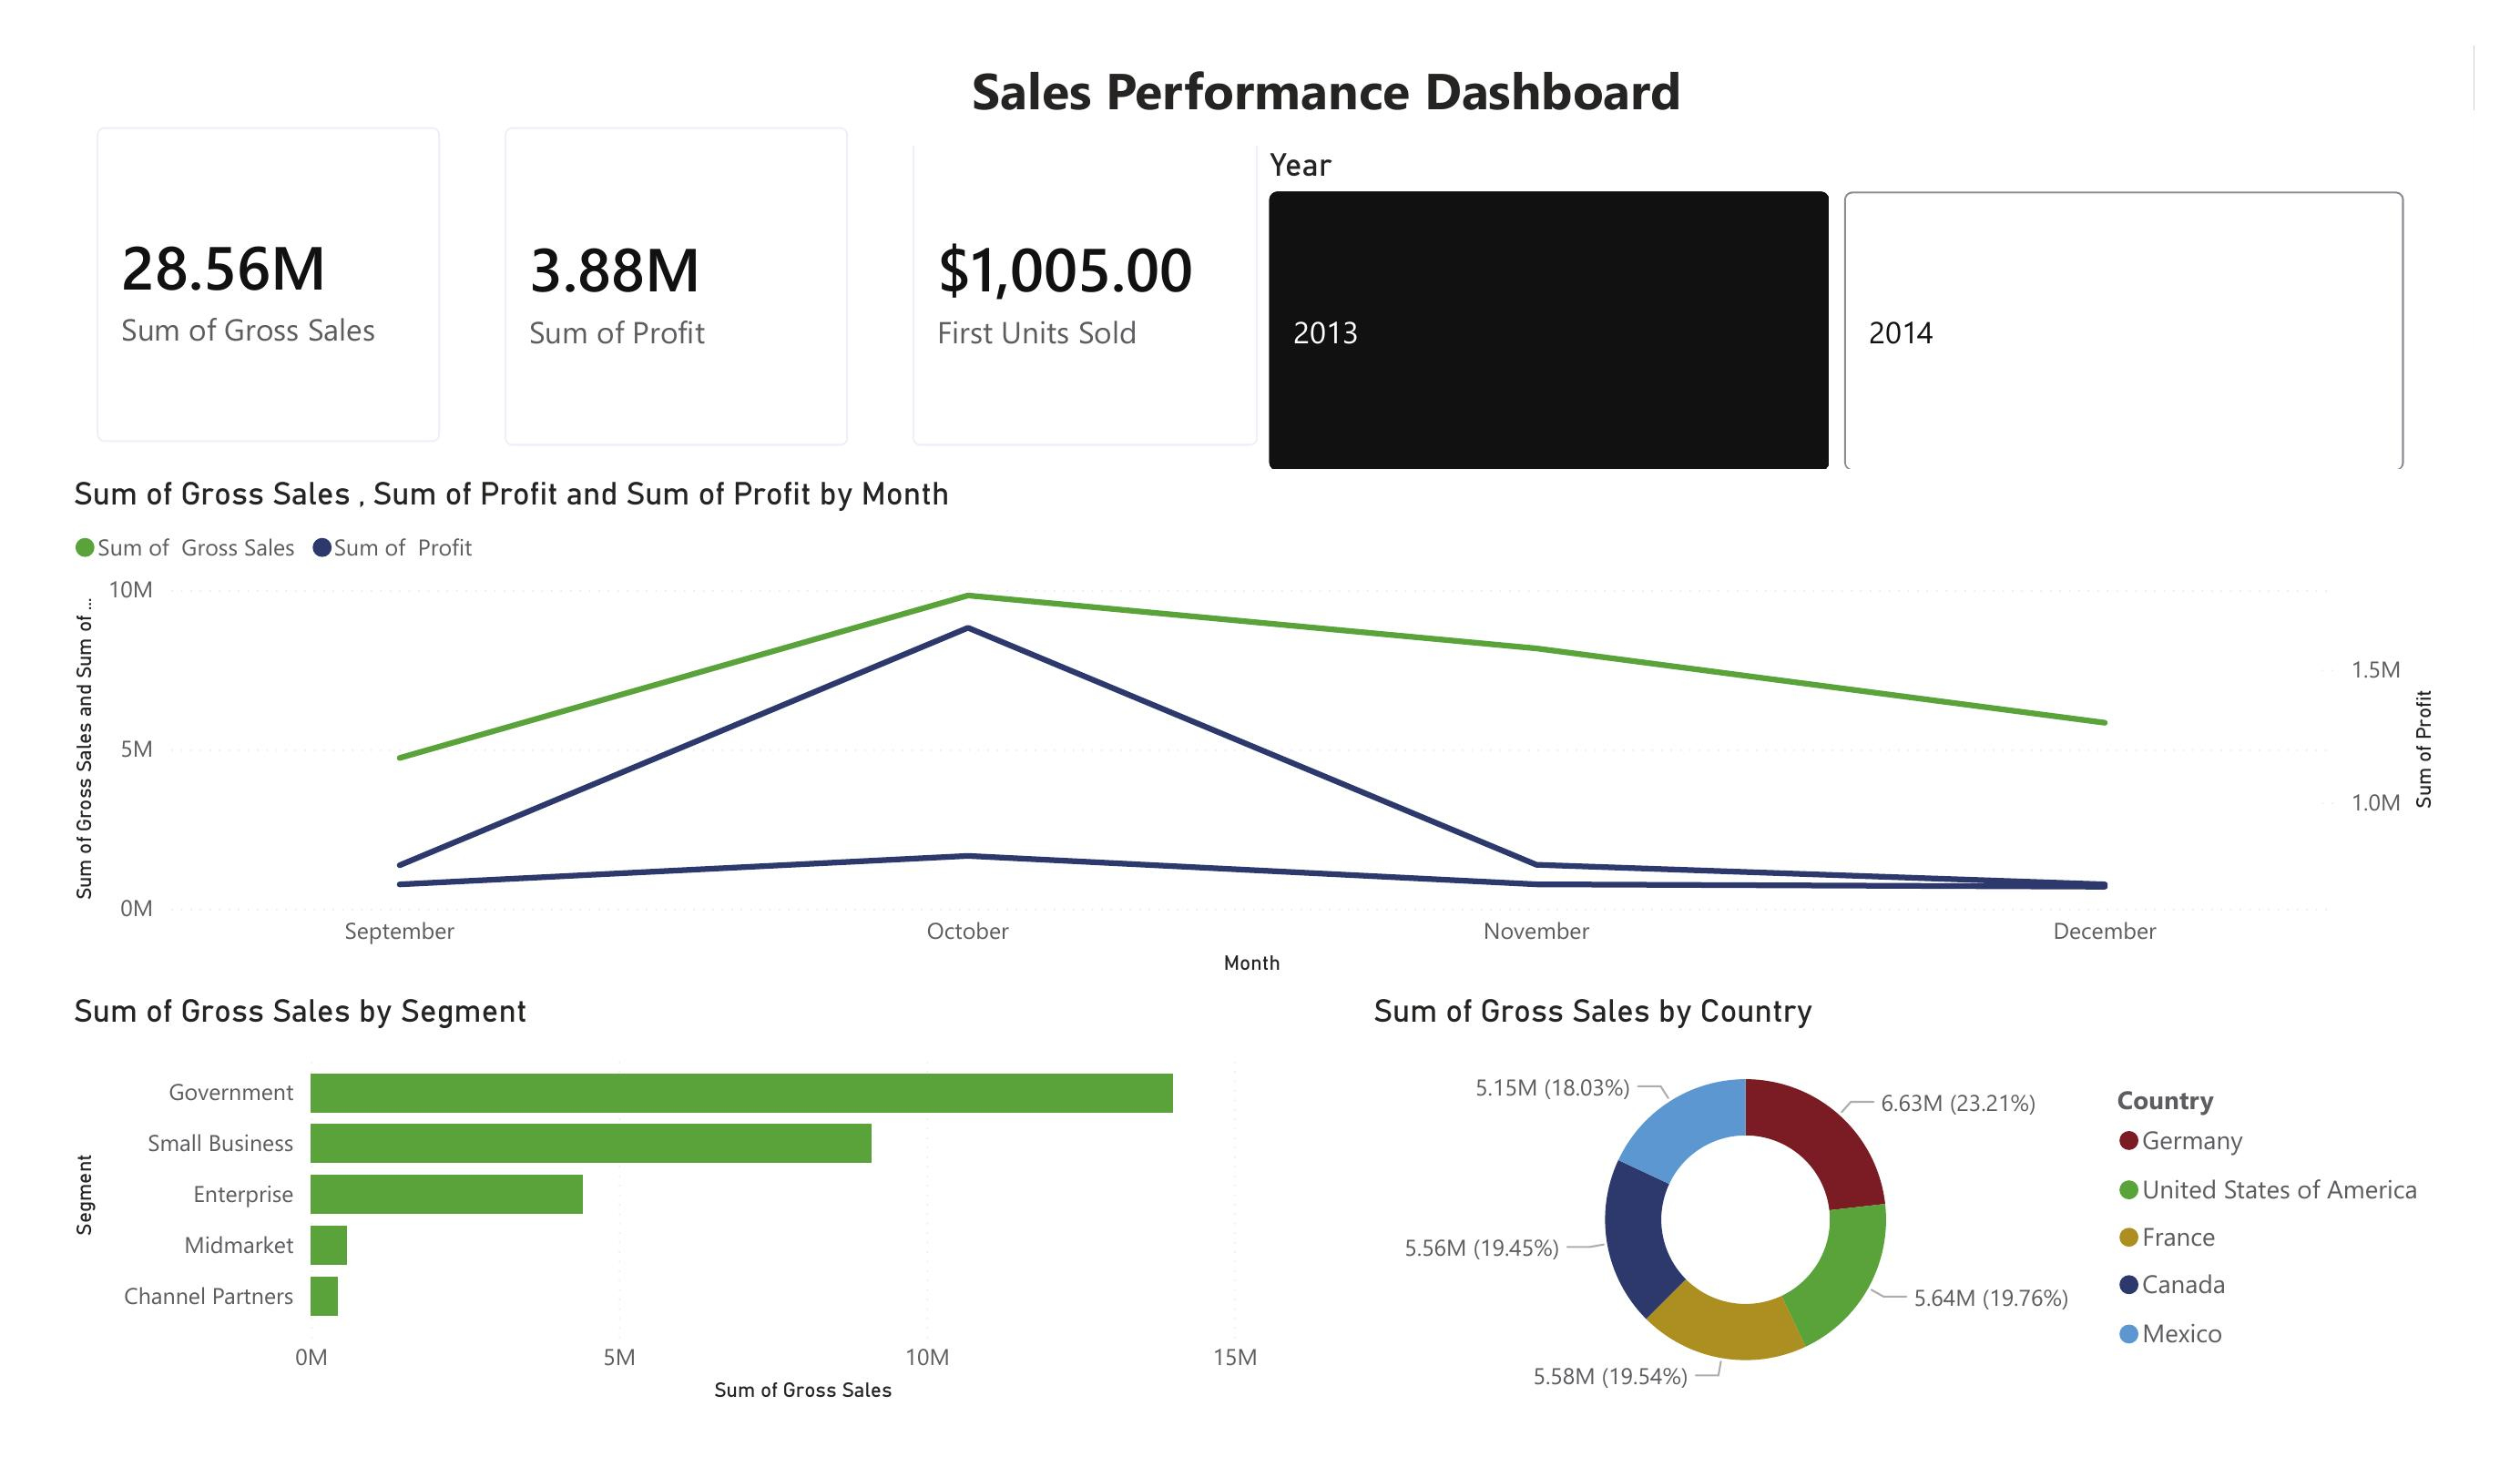 Sales Performance Dashboard
28.56M
Sum of Gross Sales
3.88M
Sum of Profit
$1,005.00
First Units Sold
Year
2013
2014
Sum of Gross Sales , Sum of Profit and Sum of Profit by Month
Sum of  Gross Sales
Sum of  Profit
Sum of Gross Sales and Sum of ...
10M
5M
0M
1.5M
1.0M
Sum of Profit
September
October
November
December
Month
Sum of Gross Sales by Segment
Segment
Government
Small Business
Enterprise
Midmarket
Channel Partners
0M
5M
10M
15M
Sum of Gross Sales
Sum of Gross Sales by Country
5.15M (18.03%)
6.63M (23.21%)
5.56M (19.45%)
5.64M (19.76%)
5.58M (19.54%)
Country
Germany
United States of America
France
Canada
Mexico